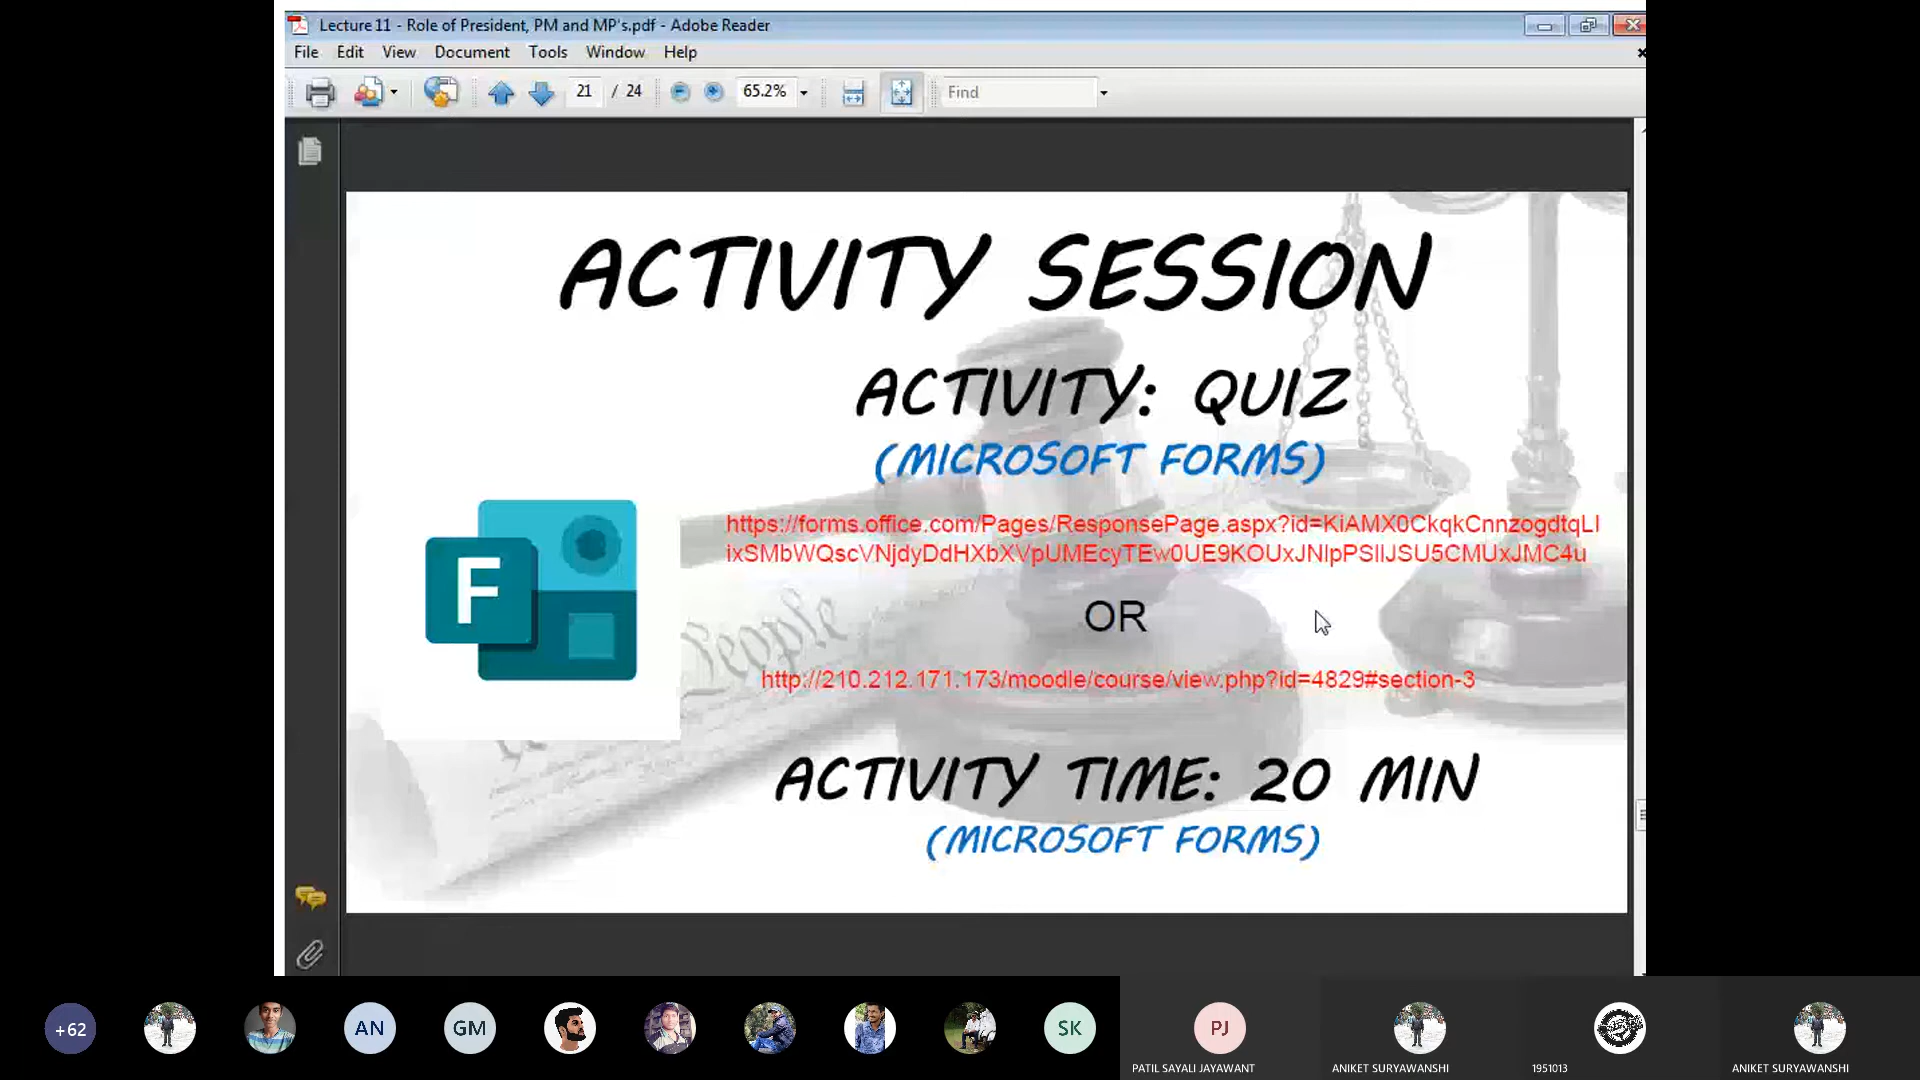 Lecture 11 - Role of President, PM and MP's.pdf - Adobe Reader
File Edit View Document Tools Window Help
21 / 24 65.2% Find
ACTIVITY SESSION
ACTIVITY: QUIZ
(MICROSOFT FORMS)
https://forms.office.com/Pages/ResponsePage.aspx?id=KiAMX0CkqkCnnzogdtqLI
ixSMbWQscVNjdyDdHXbXVpUMEcyTEw0UE9KOUxJNlpPSllJSU5CMUxJMC4u
F
OR
People
http://210.212.171.173/moodle/course/view.php?id=4829#section-3
ACTIVITY TIME: 20 MIN
(MICROSOFT FORMS)
+62 AN GM SK PJ
PATIL SAYALI JAYAWANT ANIKET SURYAWANSHI 1951013 ANIKET SURYAWANSHI